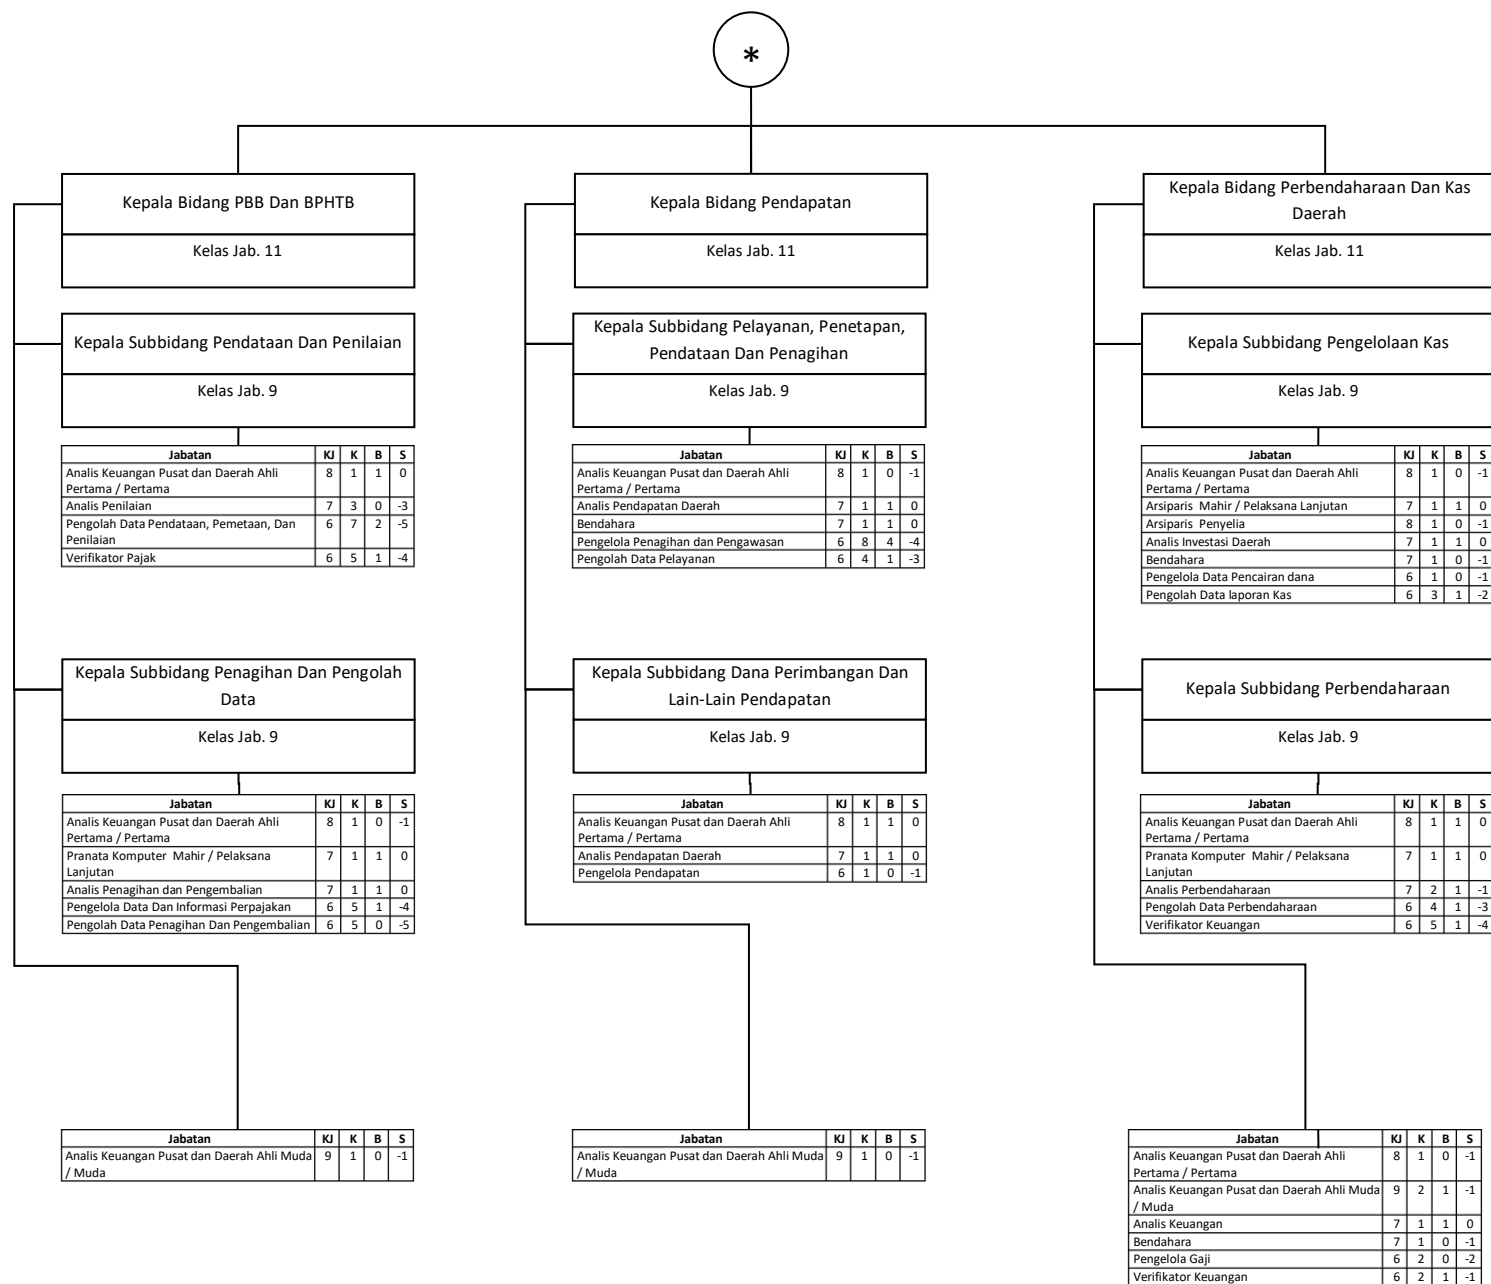 *
Kepala Bidang PBB Dan BPHTB
Kelas Jab. 11
Kepala Subbidang Pendataan Dan Penilaian
Kelas Jab. 9
Jabatan KJ K B S
Analis Keuangan Pusat dan Daerah Ahli 8 1 1 0
Pertama / Pertama
Analis Penilaian 7 3 0 -3
Pengolah Data Pendataan, Pemetaan, Dan 6 7 2 -5
Penilaian
Verifikator Pajak 6 5 1 -4
Kepala Subbidang Penagihan Dan Pengolah
Data
Kelas Jab. 9
Jabatan KJ K B S
Analis Keuangan Pusat dan Daerah Ahli 8 1 0 -1
Pertama / Pertama
Pranata Komputer Mahir / Pelaksana 7 1 1 0
Lanjutan
Analis Penagihan dan Pengembalian 7 1 1 0
Pengelola Data Dan Informasi Perpajakan 6 5 1 -4
Pengolah Data Penagihan Dan Pengembalian 6 5 0 -5
Jabatan KJ K B S
Analis Keuangan Pusat dan Daerah Ahli Muda 9 1 0 -1
/ Muda
Kepala Bidang Pendapatan
Kelas Jab. 11
Kepala Subbidang Pelayanan, Penetapan,
Pendataan Dan Penagihan
Kelas Jab. 9
Jabatan KJ K B S
Analis Keuangan Pusat dan Daerah Ahli 8 1 0 -1
Pertama / Pertama
Analis Pendapatan Daerah 7 1 1 0
Bendahara 7 1 1 0
Pengelola Penagihan dan Pengawasan 6 8 4 -4
Pengolah Data Pelayanan 6 4 1 -3
Kepala Subbidang Dana Perimbangan Dan
Lain-Lain Pendapatan
Kelas Jab. 9
Jabatan KJ K B S
Analis Keuangan Pusat dan Daerah Ahli 8 1 1 0
Pertama / Pertama
Analis Pendapatan Daerah 7 1 1 0
Pengelola Pendapatan 6 1 0 -1
Jabatan KJ K B S
Analis Keuangan Pusat dan Daerah Ahli Muda 9 1 0 -1
/ Muda
Kepala Bidang Perbendaharaan Dan Kas
Daerah
Kelas Jab. 11
Kepala Subbidang Pengelolaan Kas
Kelas Jab. 9
Jabatan KJ K B S
Analis Keuangan Pusat dan Daerah Ahli 8 1 0 -1
Pertama / Pertama
Arsiparis Mahir / Pelaksana Lanjutan 7 1 1 0
Arsiparis Penyelia 8 1 0 -1
Analis Investasi Daerah 7 1 1 0
Bendahara 7 1 0 -1
Pengelola Data Pencairan dana 6 1 0 -1
Pengolah Data laporan Kas 6 3 1 -2
Kepala Subbidang Perbendaharaan
Kelas Jab. 9
Jabatan KJ K B S
Analis Keuangan Pusat dan Daerah Ahli 8 1 1 0
Pertama / Pertama
Pranata Komputer Mahir / Pelaksana 7 1 1 0
Lanjutan
Analis Perbendaharaan 7 2 1 -1
Pengolah Data Perbendaharaan 6 4 1 -3
Verifikator Keuangan 6 5 1 -4
Jabatan KJ K B S
Analis Keuangan Pusat dan Daerah Ahli 8 1 0 -1
Pertama / Pertama
Analis Keuangan Pusat dan Daerah Ahli Muda 9 2 1 -1
/ Muda
Analis Keuangan 7 1 1 0
Bendahara 7 1 0 -1
Pengelola Gaji 6 2 0 -2
Verifikator Keuangan 6 2 1 -1